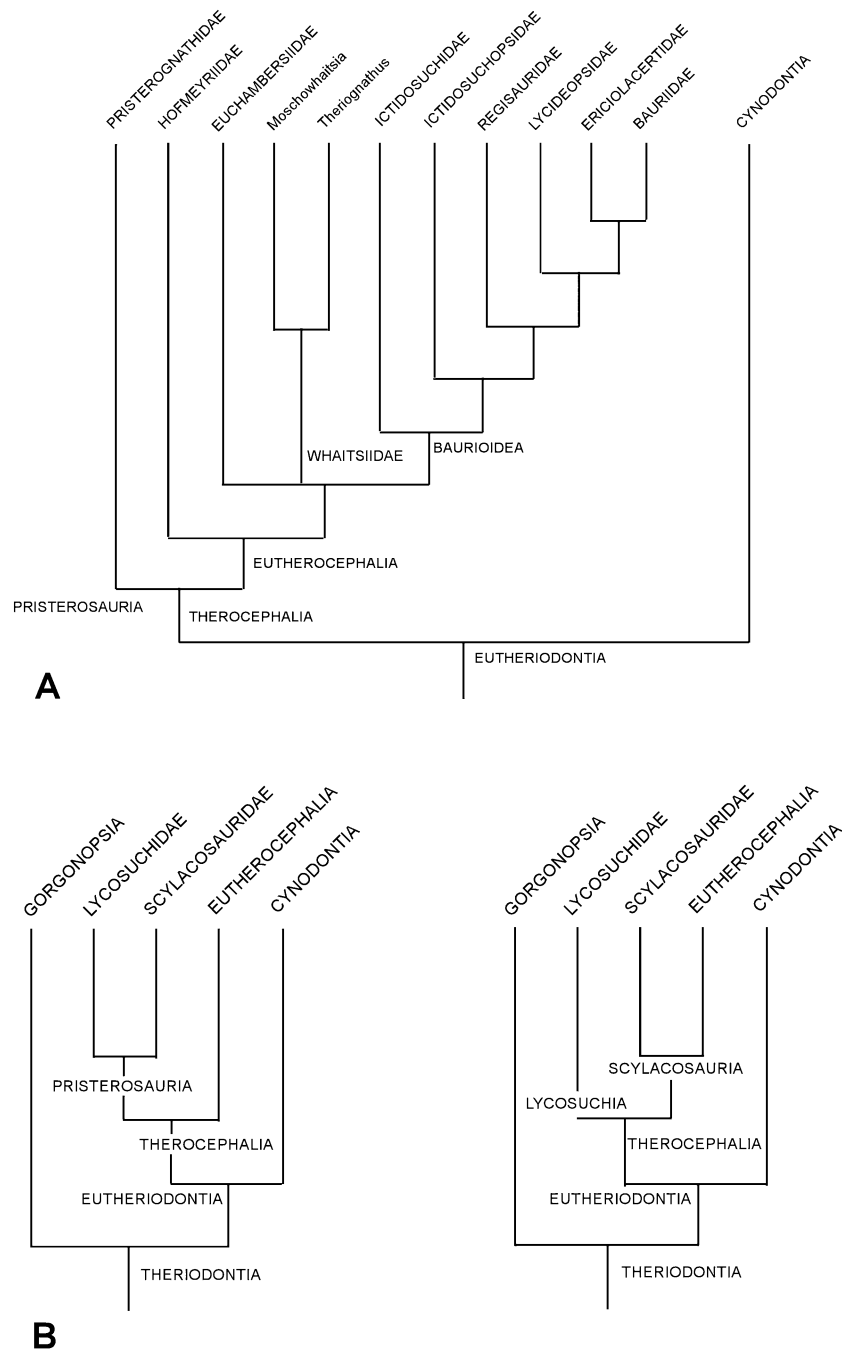 PRISTEROGNATHIDAE
HOFMEYRIIDAE
EUCHAMBERSIIDAE
Moschowhaitsia
Theriognathus
ICTIDOSUCHIDAE
ICTIDOSUCHOPSIDAE
REGISAURIDAE
LYCIDEOPSIDAE
ERICIOLACERTIDAE
BAURIIDAE
CYNODONTIA
WHAITSIIDAE
BAURIOIDEA
EUTHEROCEPHALIA
PRISTEROSAURIA
THEROCEPHALIA
EUTHERIODONTIA
A
GORGONOPSIA
LYCOSUCHIDAE
SCYLACOSAURIDAE
EUTHEROCEPHALIA
CYNODONTIA
PRISTEROSAURIA
THEROCEPHALIA
EUTHERIODONTIA
THERIODONTIA
GORGONOPSIA
LYCOSUCHIDAE
SCYLACOSAURIDAE
EUTHEROCEPHALIA
CYNODONTIA
SCYLACOSAURIA
LYCOSUCHIA
THEROCEPHALIA
EUTHERIODONTIA
THERIODONTIA
B